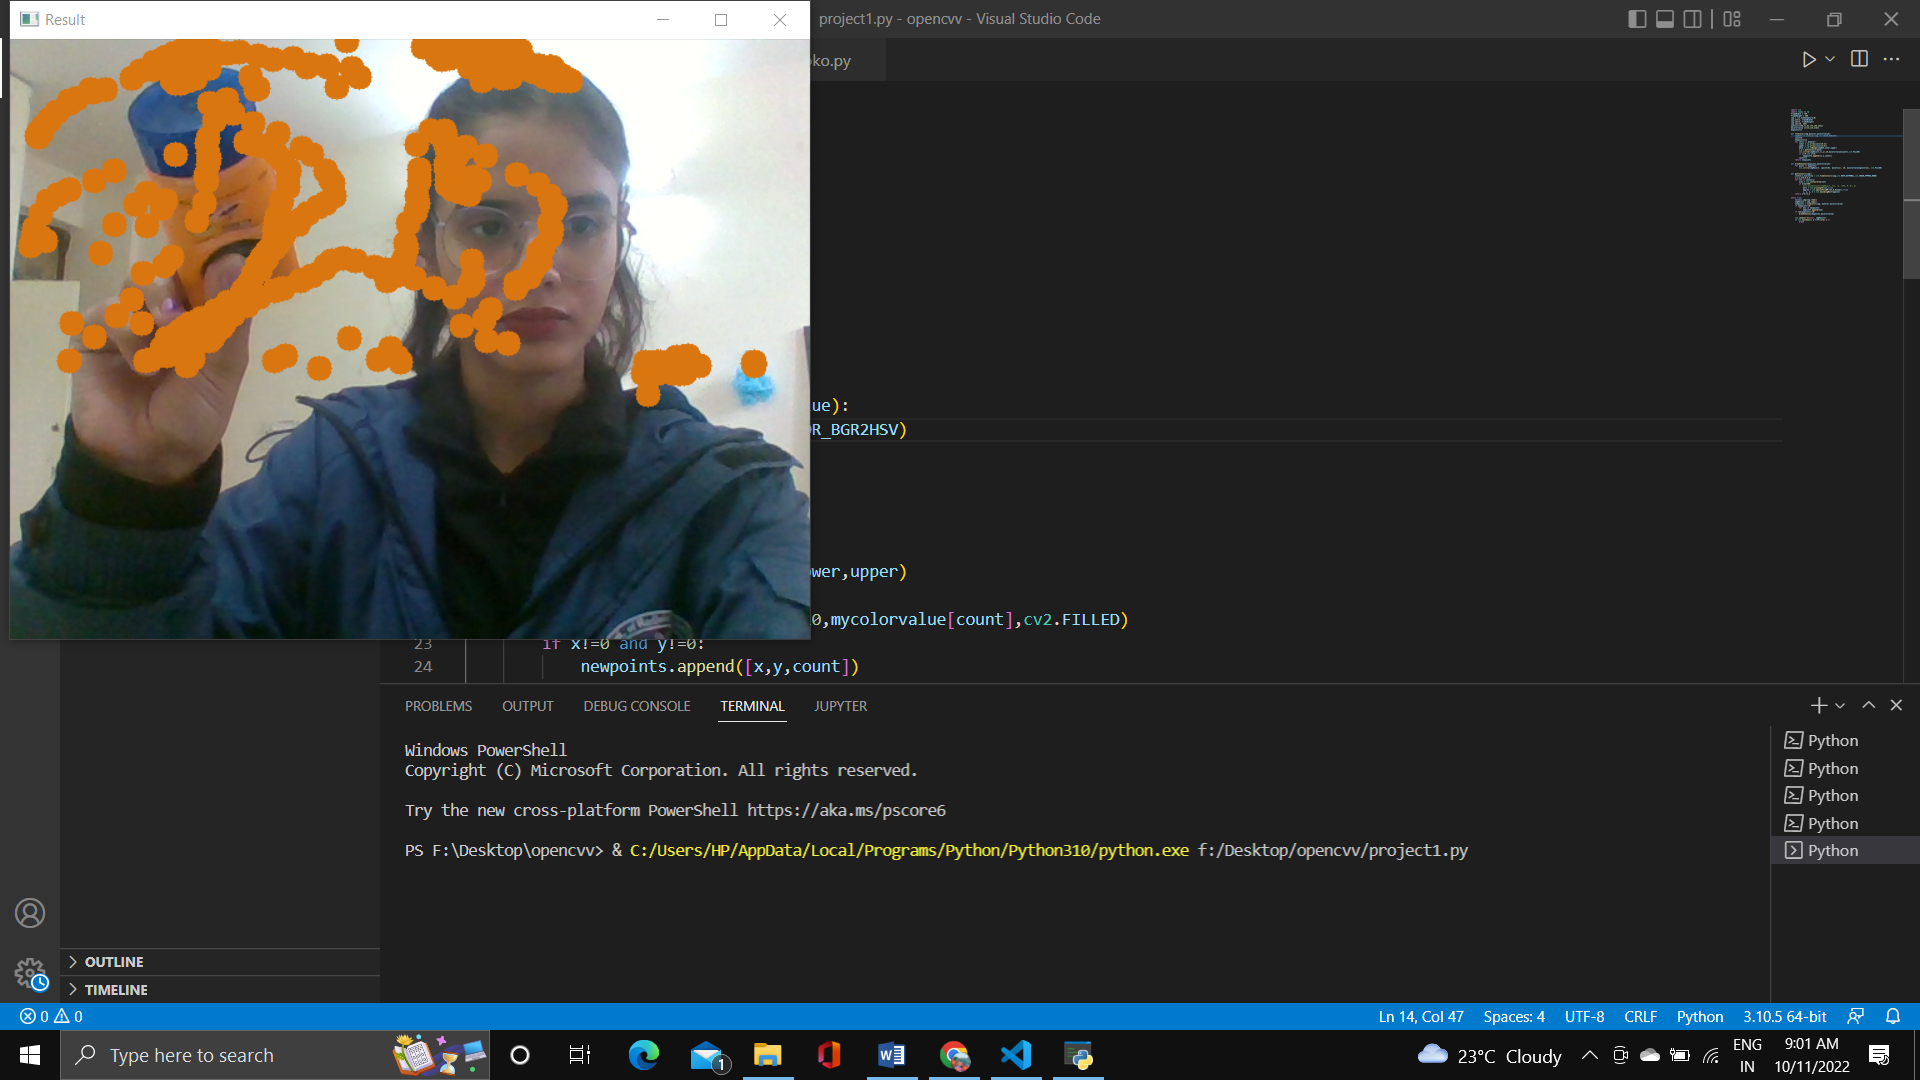 Result
project1.py - opencvv - Visual Studio Code
oko.py
ue):
R_BGR2HSV)
wer,upper)
0,mycolorvalue[count],cv2.FILLED)
23 if x!=0 and y!=0:
24 newpoints.append([x,y,count])
PROBLEMS OUTPUT DEBUG CONSOLE TERMINAL JUPYTER
Windows PowerShell
Copyright (C) Microsoft Corporation. All rights reserved.
Try the new cross-platform PowerShell https://aka.ms/pscore6
PS F:\Desktop\opencvv> & C:/Users/HP/AppData/Local/Programs/Python/Python310/python.exe f:/Desktop/opencvv/project1.py
Python
Python
Python
Python
Python
OUTLINE
TIMELINE
0 0
Ln 14, Col 47 Spaces: 4 UTF-8 CRLF Python 3.10.5 64-bit
Type here to search
1
23°C Cloudy
ENG
IN
9:01 AM
10/11/2022